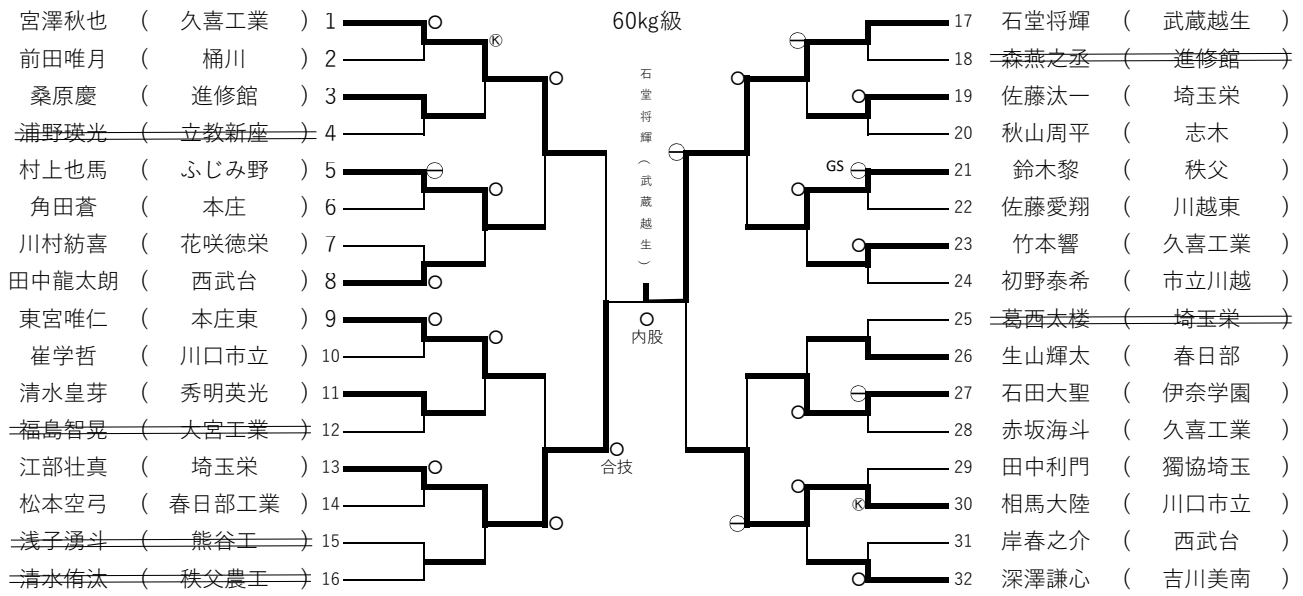 60kg級
宮澤秋也 ( 久喜工業 ) 1
前田唯月 ( 桶川 ) 2
桑原慶 ( 進修館 ) 3
浦野瑛光 ( 立教新座 ) 4
村上也馬 ( ふじみ野 ) 5
角田蒼 ( 本庄 ) 6
川村紡喜 ( 花咲徳栄 ) 7
田中龍太朗 ( 西武台 ) 8
東宮唯仁 ( 本庄東 ) 9
崔学哲 ( 川口市立 ) 10
清水皇芽 ( 秀明英光 ) 11
福島智晃 ( 大宮工業 ) 12
江部壮真 ( 埼玉栄 ) 13
松本空弓 ( 春日部工業 ) 14
浅子湧斗 ( 熊谷工 ) 15
清水侑汰 ( 秩父農工 ) 16
Ⓚ
合技
石堂将輝(武蔵越生)
内股
17 石堂将輝 ( 武蔵越生 )
18 森燕之丞 ( 進修館 )
19 佐藤汰一 ( 埼玉栄 )
20 秋山周平 ( 志木 )
GS
21 鈴木黎 ( 秩父 )
22 佐藤愛翔 ( 川越東 )
23 竹本響 ( 久喜工業 )
24 初野泰希 ( 市立川越 )
25 葛西太楼 ( 埼玉栄 )
26 生山輝太 ( 春日部 )
27 石田大聖 ( 伊奈学園 )
28 赤坂海斗 ( 久喜工業 )
29 田中利門 ( 獨協埼玉 )
Ⓚ
30 相馬大陸 ( 川口市立 )
31 岸春之介 ( 西武台 )
32 深澤謙心 ( 吉川美南 )